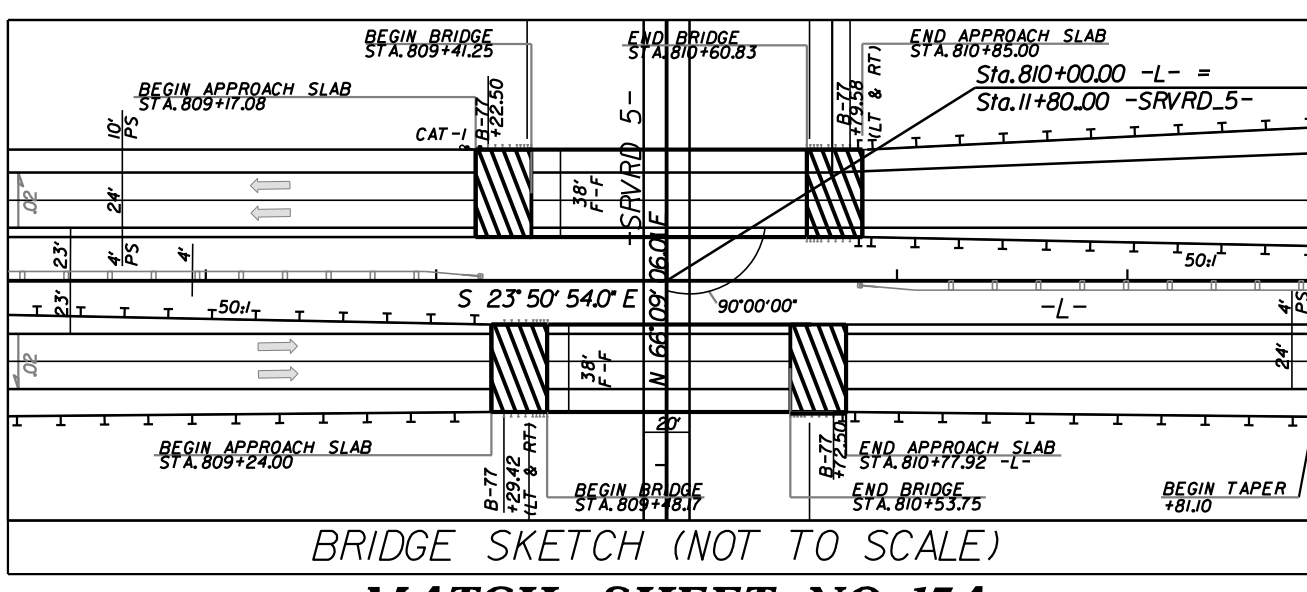 BEGIN BRIDGE
STA.809+41.25
END BRIDGE
STA.810+60.83
END APPROACH SLAB
STA.810+85.00
Sta.810+00.00 -L- =
Sta.11+80.00 -SRVRD_5-
BEGIN APPROACH SLAB
STA.809+17.08
B-77
+22.50
B-77
+79.58
(LT & RT)
CAT-1
10'
PS
-SRVRD 5-
.02
24'
38'
F-F
23'
4'
PS
4'
50:1
S 23°50'54.0" E
N 66°09'06.0" E
90°00'00"
-L-
23'
50:1
4'
PS
.02
38'
F-F
24'
20'
BEGIN APPROACH SLAB
STA.809+24.00
B-77
+29.42
(LT & RT)
B-77
+72.50
END APPROACH SLAB
STA.810+77.92 -L-
BEGIN BRIDGE
STA.809+48.17
END BRIDGE
STA.810+53.75
BEGIN TAPER
+81.10
BRIDGE SKETCH (NOT TO SCALE)